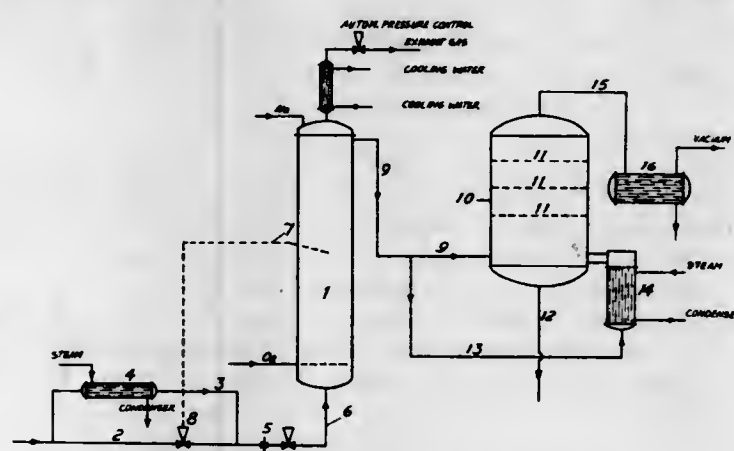 AUTOM. PRESSURE CONTROL
EXHAUST GAS
COOLING WATER
COOLING WATER
N₂
15
VACUUM
16
9
11
11
11
10
7
9
1
STEAM
14
CONDENSE
12
13
O₂
STEAM
4
3
CONDENSER
8
2
5
6